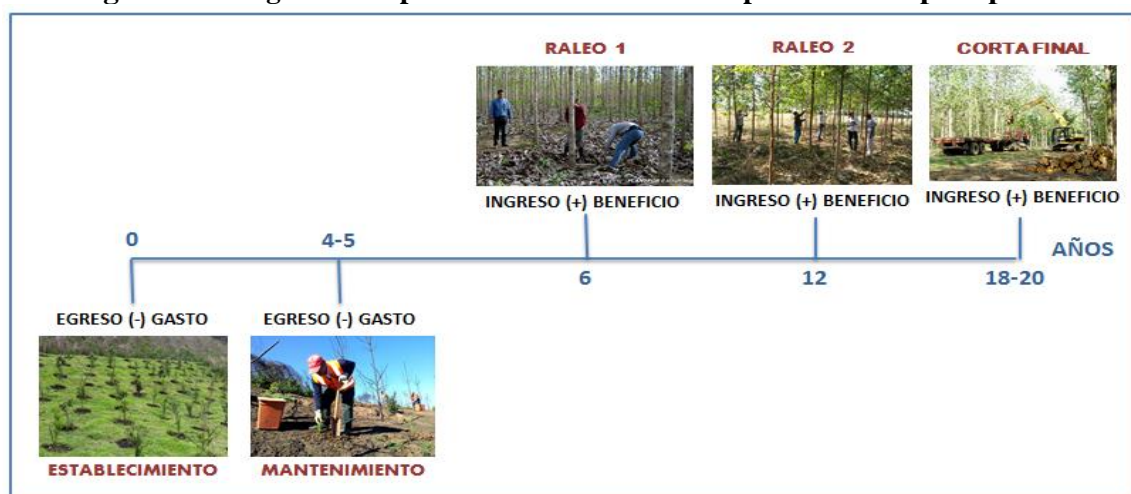 RALEO 1
RALEO 2
CORTA FINAL
INGRESO (+) BENEFICIO
INGRESO (+) BENEFICIO
INGRESO (+) BENEFICIO
0
4-5
AÑOS
6
12
18-20
EGRESO (-) GASTO
EGRESO (-) GASTO
ESTABLECIMIENTO
MANTENIMIENTO